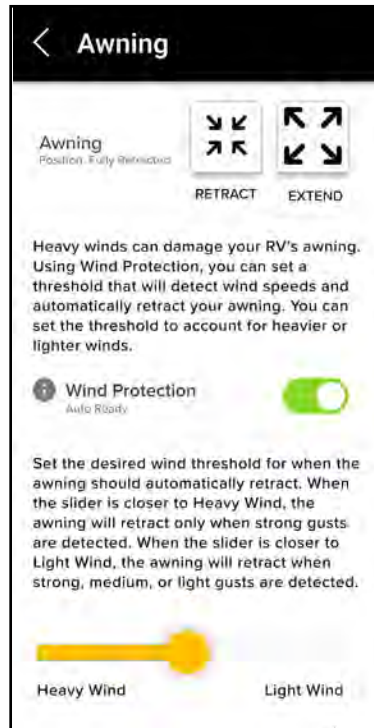 Awning
Awning
Position: Fully Retracted
RETRACT
EXTEND
Heavy winds can damage your RV's awning.
Using Wind Protection, you can set a
threshold that will detect wind speeds and
automatically retract your awning. You can
set the threshold to account for heavier or
lighter winds.
Wind Protection
Auto Ready
Set the desired wind threshold for when the
awning should automatically retract. When
the slider is closer to Heavy Wind, the
awning will retract only when strong gusts
are detected. When the slider is closer to
Light Wind, the awning will retract when
strong, medium, or light gusts are detected.
Heavy Wind
Light Wind